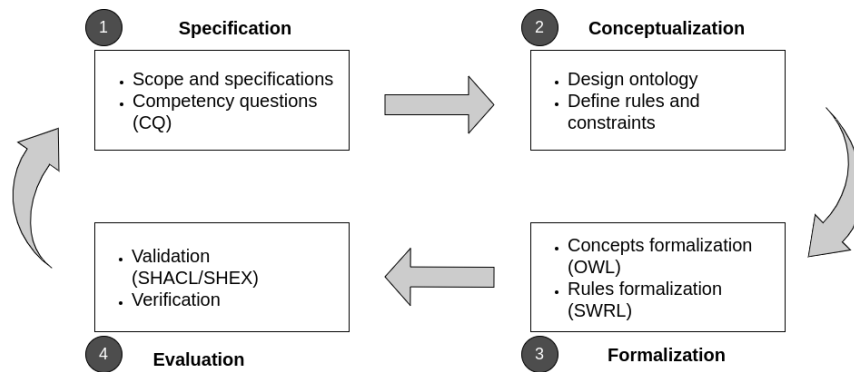 1
Specification
• Scope and specifications
• Competency questions
(CQ)
2
Conceptualization
• Design ontology
• Define rules and
constraints
• Concepts formalization
(OWL)
• Rules formalization
(SWRL)
3
Formalization
• Validation
(SHACL/SHEX)
• Verification
4
Evaluation